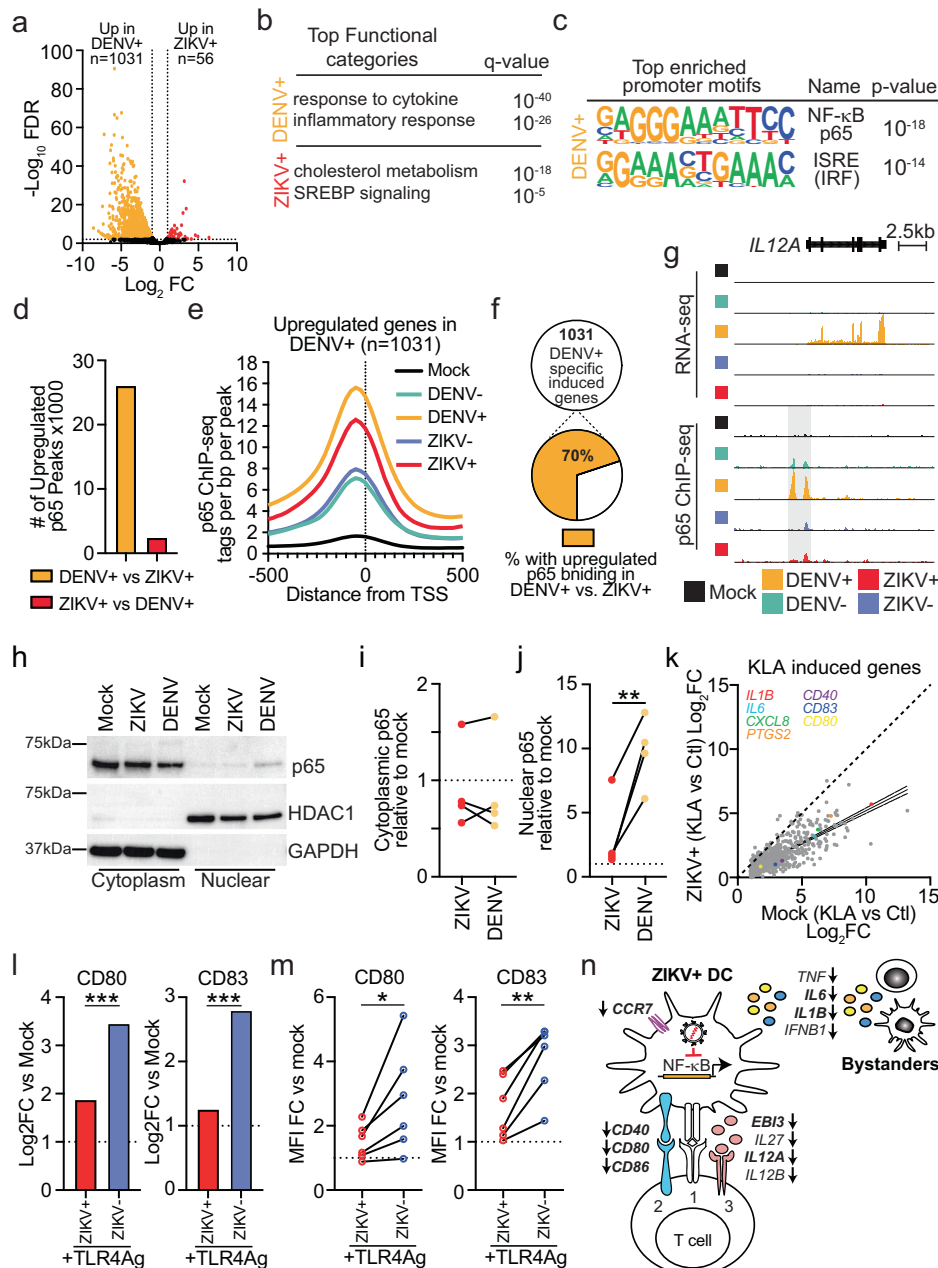 a
Up in
DENV+
n=1031
Up in
ZIKV+
n=56
100
80
60
40
20
0
-Log10 FDR
-10 -5 0 5 10
Log2 FC
b
Top Functional
categories
q-value
DENV+
response to cytokine 10-40
inflammatory response 10-26
ZIKV+
cholesterol metabolism 10-18
SREBP signaling 10-5
c
Top enriched
promoter motifs
Name p-value
DENV+
NF-κB
p65
10-18
ISRE
(IRF)
10-14
d
30
20
10
0
# of Upregulated
p65 Peaks x1000
DENV+ vs ZIKV+
ZIKV+ vs DENV+
e
Upregulated genes in
DENV+ (n=1031)
18
16
14
12
10
8
6
4
2
0
p65 ChIP-seq
tags per bp per peak
Mock
DENV-
DENV+
ZIKV-
ZIKV+
-500 0 500
Distance from TSS
f
1031
DENV+
specific
induced
genes
70%
% with upregulated
p65 bniding in
DENV+ vs. ZIKV+
g
IL12A
2.5kb
RNA-seq
p65 ChIP-seq
Mock
DENV+
DENV-
ZIKV+
ZIKV-
h
Mock
ZIKV
DENV
Mock
ZIKV
DENV
75kDa
p65
75kDa
HDAC1
37kDa
GAPDH
Cytoplasm Nuclear
i
2
1
0
Cytoplasmic p65
relative to mock
ZIKV
DENV
j
**
15
10
5
0
Nuclear p65
relative to mock
ZIKV
DENV
k
KLA induced genes
IL1B
IL6
CXCL8
PTGS2
CD40
CD83
CD80
15
10
5
0
ZIKV+ (KLA vs Ctl) Log2FC
0 5 10 15
Mock (KLA vs Ctl)
Log2FC
l
CD80
***
4
3
2
1
0
Log2FC vs Mock
ZIKV+
ZIKV-
+TLR4Ag
CD83
***
3
2
1
0
Log2FC vs Mock
ZIKV+
ZIKV-
+TLR4Ag
m
CD80
*
6
4
2
0
MFI FC vs mock
ZIKV+
ZIKV-
+TLR4Ag
CD83
**
4
3
2
1
0
MFI FC vs mock
ZIKV+
ZIKV-
+TLR4Ag
n
ZIKV+ DC
CCR7
NF-κB
TNF
IL6
IL1B
IFNB1
Bystanders
CD40
CD80
CD86
EBI3
IL27
IL12A
IL12B
2 1 3
T cell